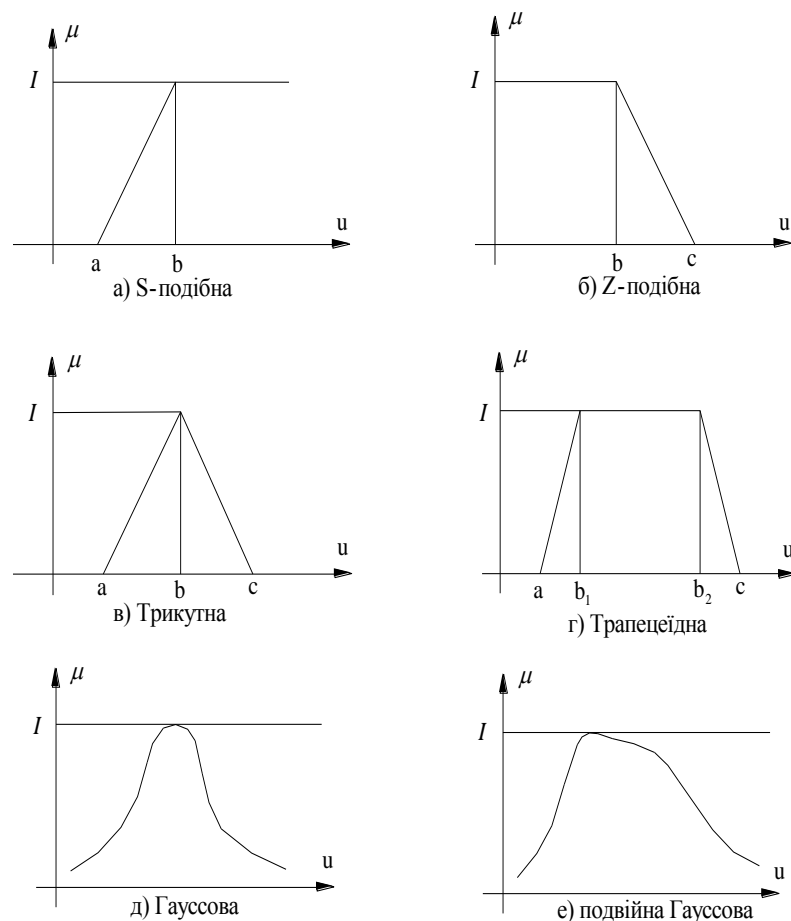 μ
I
u
a b
а) S-подібна
μ
I
u
b c
б) Z-подібна
μ
I
u
a b c
в) Трикутна
μ
I
u
a b₁ b₂ c
г) Трапецеїдна
μ
I
u
д) Гауссова
μ
I
u
е) подвійна Гауссова